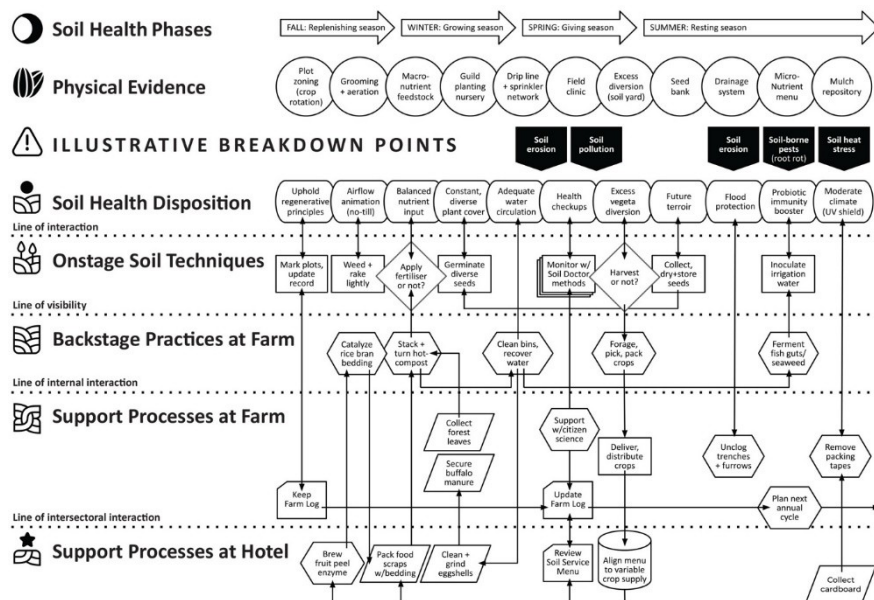 Soil Health Phases
FALL: Replenishing season
WINTER: Growing season
SPRING: Giving season
SUMMER: Resting season
Physical Evidence
Plot
zoning
(crop
rotation)
Grooming
+ aeration
Macro-
nutrient
feedstock
Guild
planting
nursery
Drip line
+ sprinkler
network
Field
clinic
Excess
diversion
(soil yard)
Seed
bank
Drainage
system
Micro-
Nutrient
menu
Mulch
repository
ILLUSTRATIVE BREAKDOWN POINTS
Soil
erosion
Soil
pollution
Soil
erosion
Soil-borne
pests
(root rot)
Soil heat
stress
Soil Health Disposition
Uphold
regenerative
principles
Airflow
animation
(no-till)
Balanced
nutrient
input
Constant,
diverse
plant cover
Adequate
water
circulation
Health
checkups
Excess
vegeta
diversion
Future
terroir
Flood
protection
Probiotic
immunity
booster
Moderate
climate
(UV shield)
Line of interaction
Onstage Soil Techniques
Mark plots,
update
record
Weed +
rake
lightly
Apply
fertiliser
or not?
Germinate
diverse
seeds
Monitor w/
Soil Doctor
methods
Harvest
or not?
Collect,
dry+store
seeds
Inoculate
irrigation
water
Line of visibility
Backstage Practices at Farm
Catalyze
rice bran
bedding
Stack +
turn hot-
compost
Clean bins,
recover
water
Forage,
pick, pack
crops
Ferment
fish guts/
seaweed
Line of internal interaction
Support Processes at Farm
Collect
forest
leaves
Secure
buffalo
manure
Support
w/citizen
science
Deliver,
distribute
crops
Unclog
trenches
+ furrows
Remove
packing
tapes
Keep
Farm Log
Update
Farm Log
Plan next
annual
cycle
Line of intersectoral interaction
Support Processes at Hotel
Brew
fruit peel
enzyme
Pack food
scraps
w/bedding
Clean +
grind
eggshells
Review
Soil Service
Menu
Align menu
to variable
crop supply
Collect
cardboard